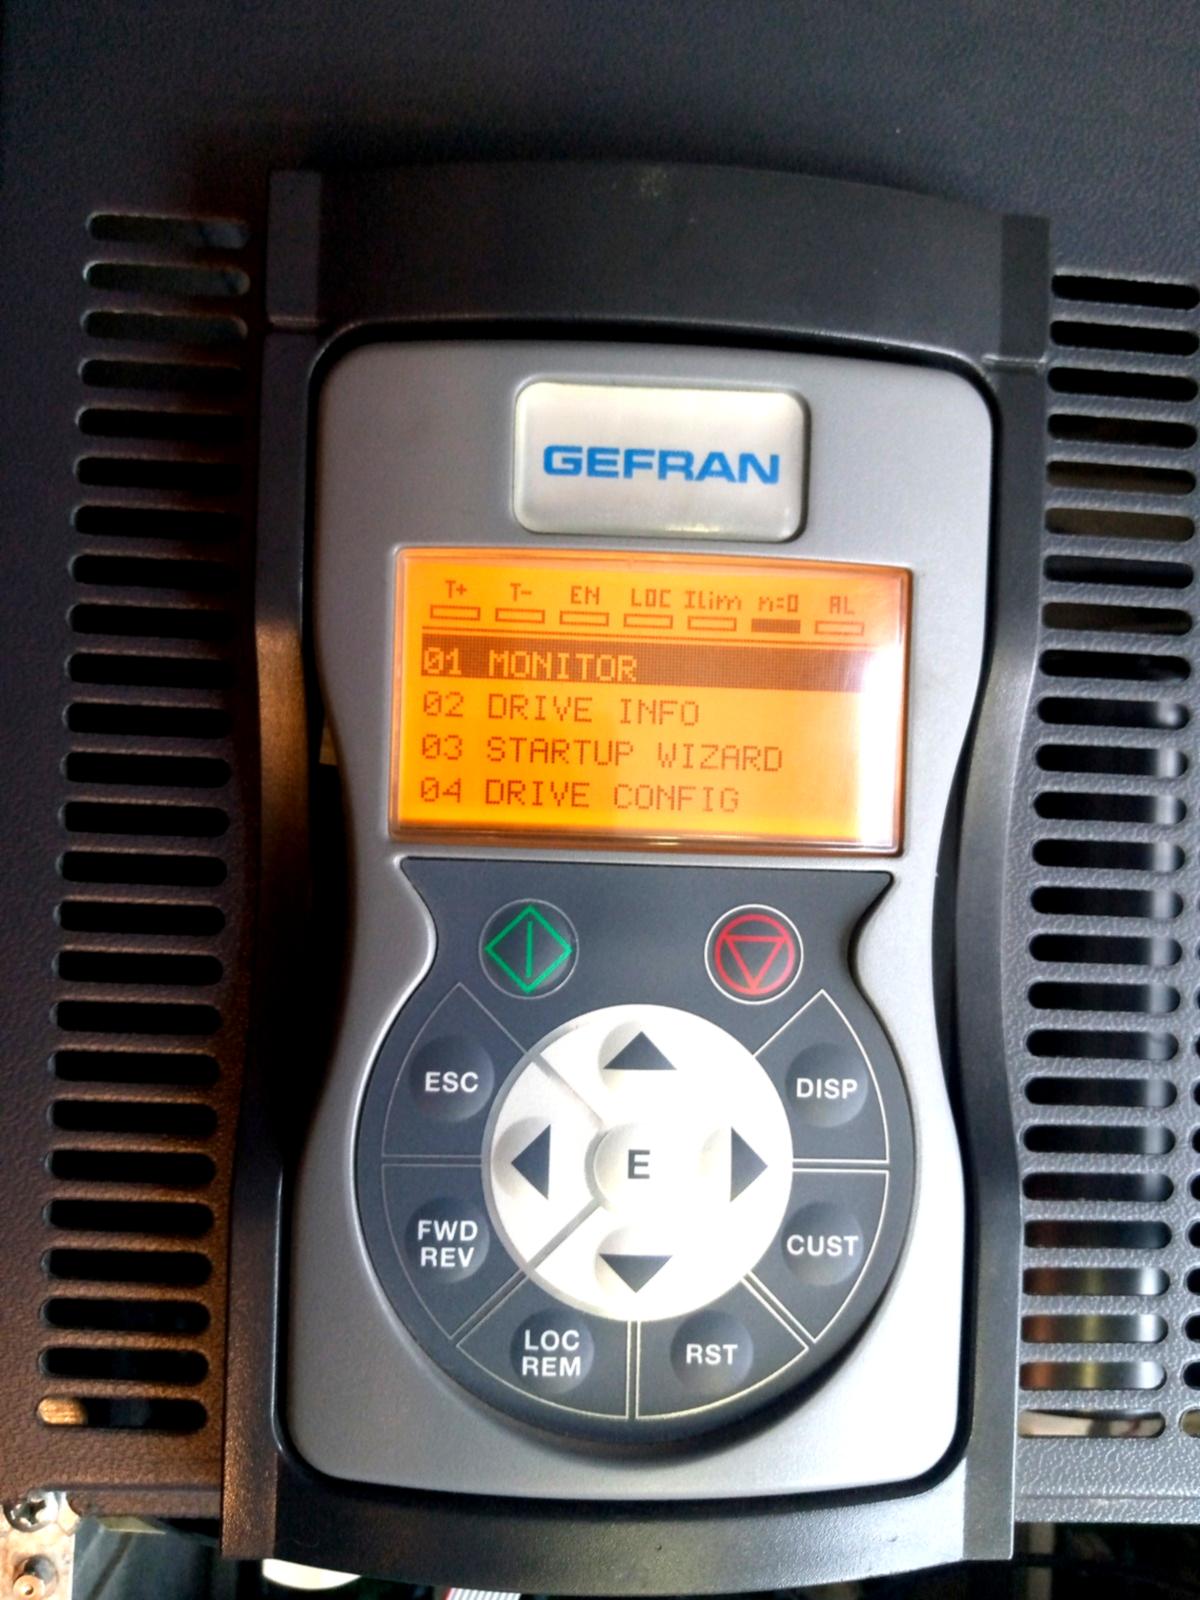 GEFRAN
T+ T- EN LOC Ilim n=0 AL
01 MONITOR
02 DRIVE INFO
03 STARTUP WIZARD
04 DRIVE CONFIG
ESC
DISP
E
FWD
REV
CUST
LOC
REM
RST